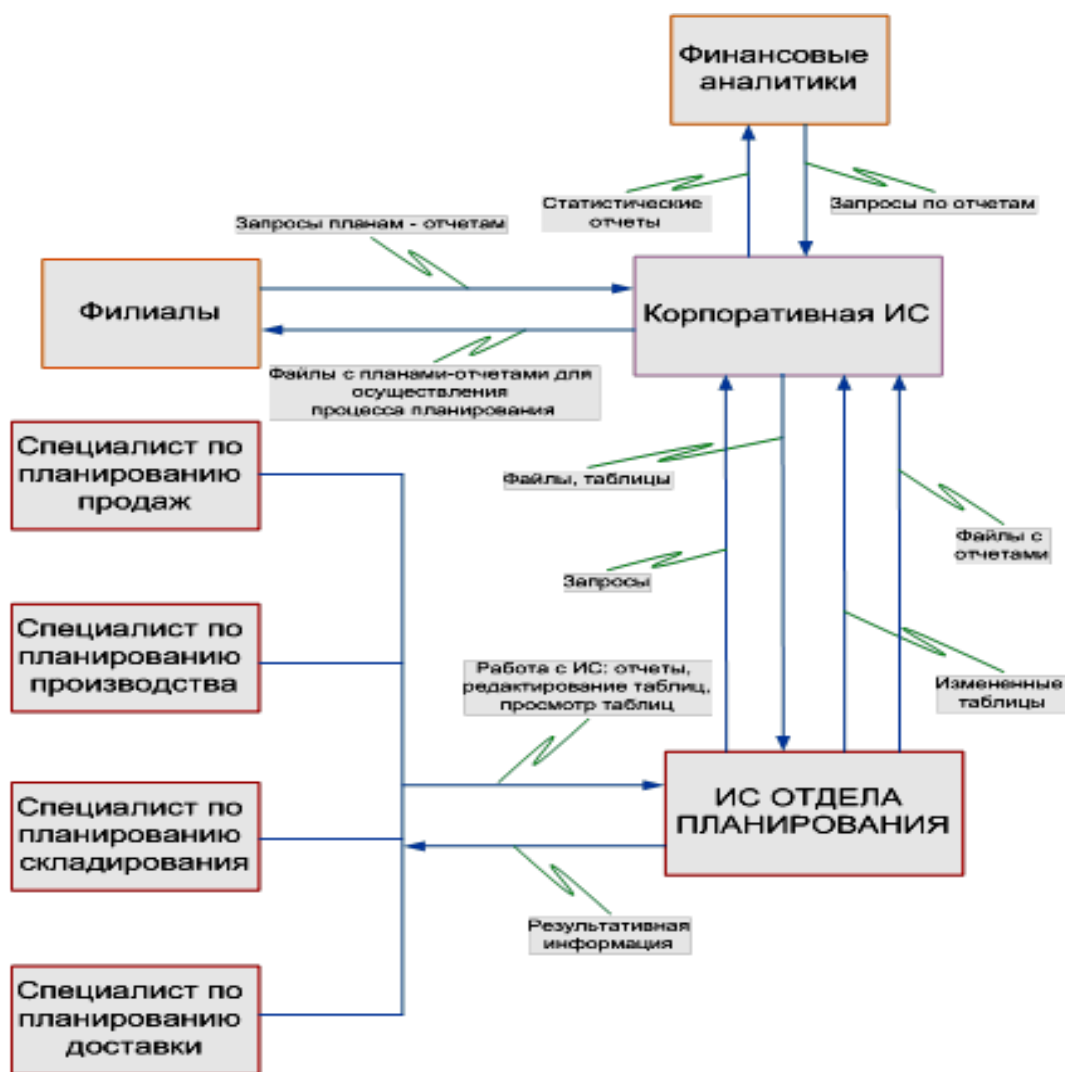 Финансовые
аналитики
Статистические
отчеты
Запросы по отчетам
Запросы планам - отчетам
Филиалы
Корпоративная ИС
Файлы с планами-отчетами для
осуществления
процесса планирования
Специалист по
планированию
продаж
Файлы, таблицы
Файлы с
отчетами
Запросы
Специалист по
планированию
производства
Работа с ИС: отчеты,
редактирование таблиц,
просмотр таблиц
Измененные
таблицы
Специалист по
планированию
складирования
ИС ОТДЕЛА
ПЛАНИРОВАНИЯ
Результативная
информация
Специалист по
планированию
доставки